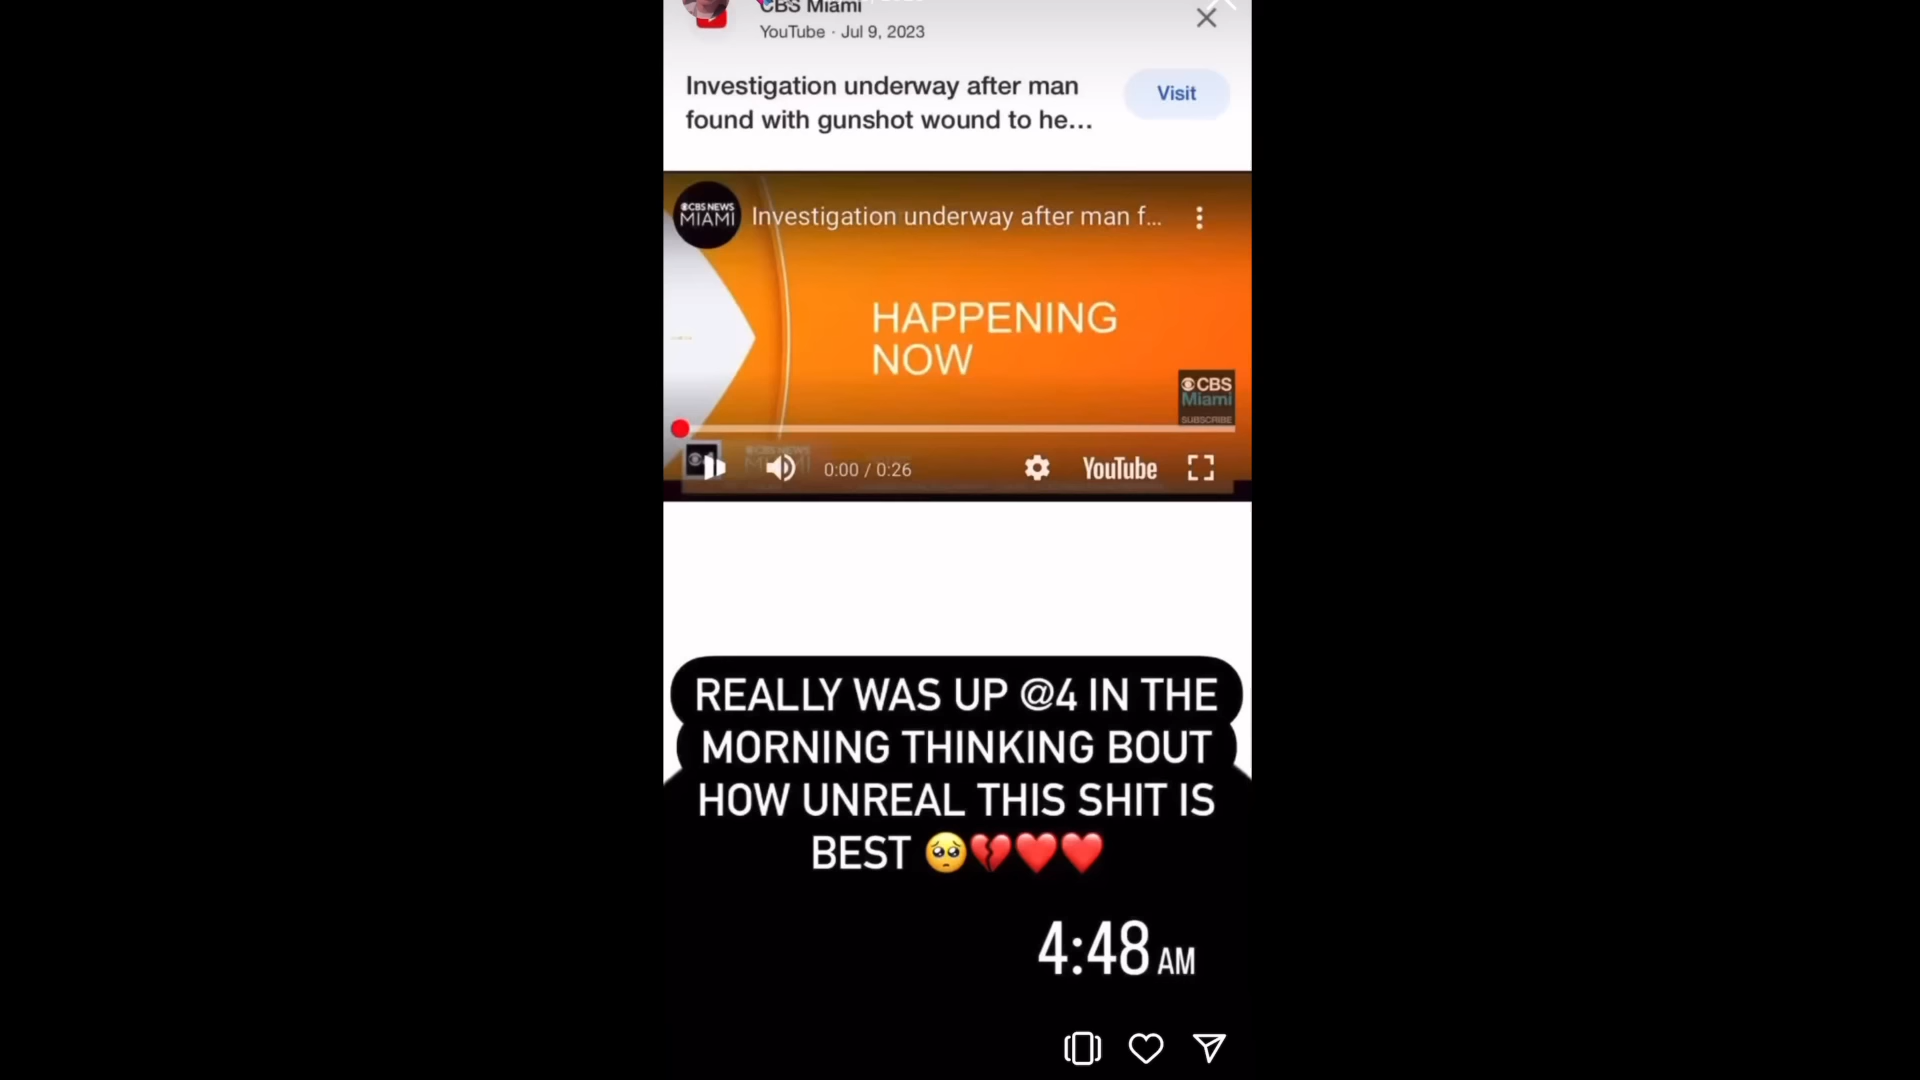 CBS Miami
YouTube · Jul 9, 2023
Investigation underway after man
found with gunshot wound to he...
Visit
CBS NEWS
MIAMI
Investigation underway after man f...
HAPPENING
NOW
CBS
Miami
SUBSCRIBE
0:00 / 0:26
YouTube
REALLY WAS UP @4 IN THE
MORNING THINKING BOUT
HOW UNREAL THIS SHIT IS
BEST 🥺💔❤️❤️
4:48 AM